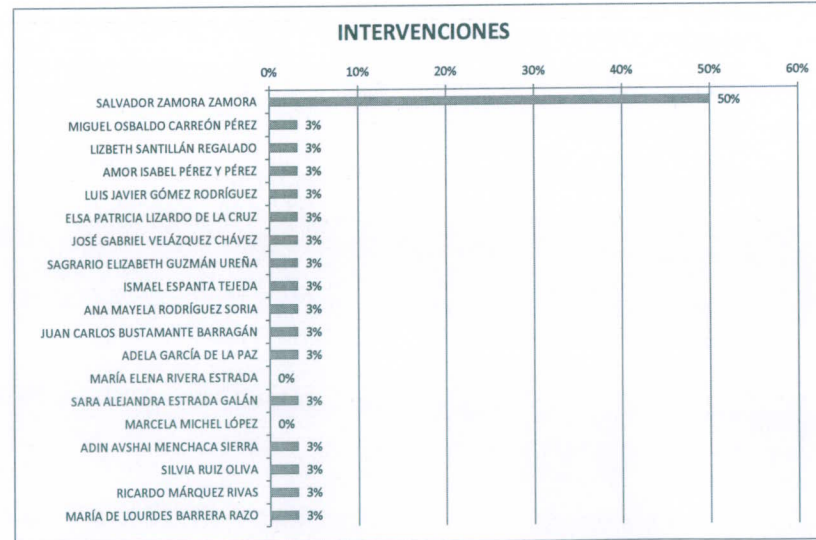 INTERVENCIONES
0% 10% 20% 30% 40% 50% 60%
SALVADOR ZAMORA ZAMORA 50%
MIGUEL OSBALDO CARREÓN PÉREZ 3%
LIZBETH SANTILLÁN REGALADO 3%
AMOR ISABEL PÉREZ Y PÉREZ 3%
LUIS JAVIER GÓMEZ RODRÍGUEZ 3%
ELSA PATRICIA LIZARDO DE LA CRUZ 3%
JOSÉ GABRIEL VELÁZQUEZ CHÁVEZ 3%
SAGRARIO ELIZABETH GUZMÁN UREÑA 3%
ISMAEL ESPANTA TEJEDA 3%
ANA MAYELA RODRÍGUEZ SORIA 3%
JUAN CARLOS BUSTAMANTE BARRAGÁN 3%
ADELA GARCÍA DE LA PAZ 3%
MARÍA ELENA RIVERA ESTRADA 0%
SARA ALEJANDRA ESTRADA GALÁN 3%
MARCELA MICHEL LÓPEZ 0%
ADIN AVSHAI MENCHACA SIERRA 3%
SILVIA RUIZ OLIVA 3%
RICARDO MÁRQUEZ RIVAS 3%
MARÍA DE LOURDES BARRERA RAZO 3%